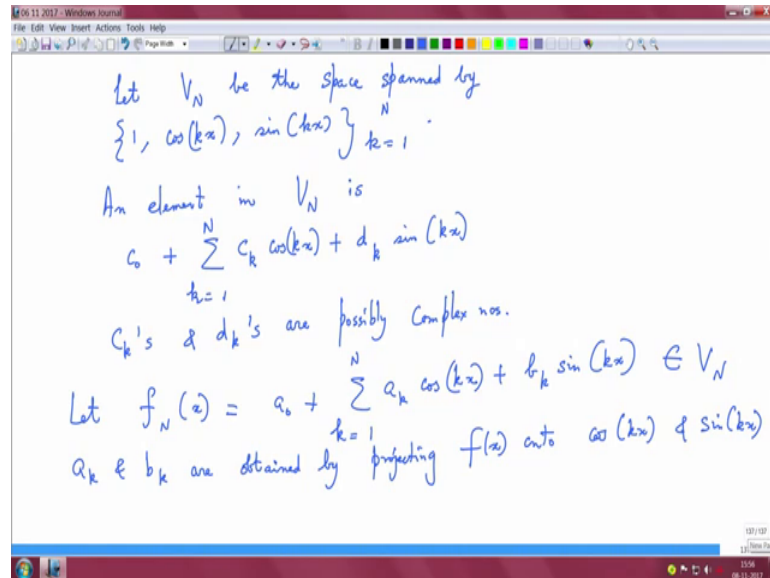 06 11 2017 - Windows Journal
File Edit View Insert Actions Tools Help
Page Width
B I
Let V_N be the space spanned by
{1, cos(kx), sin(kx)}_{k=1}^N .
An element in V_N is
c_0 + ∑_{k=1}^N c_k cos(kx) + d_k sin(kx)
c_k's & d_k's are possibly complex nos.
Let f_N(x) = a_0 + ∑_{k=1}^N a_k cos(kx) + b_k sin(kx) ∈ V_N
a_k & b_k are obtained by projecting f(x) onto cos(kx) & sin(kx)
137/137
New Pa
15:56
06-11-2017